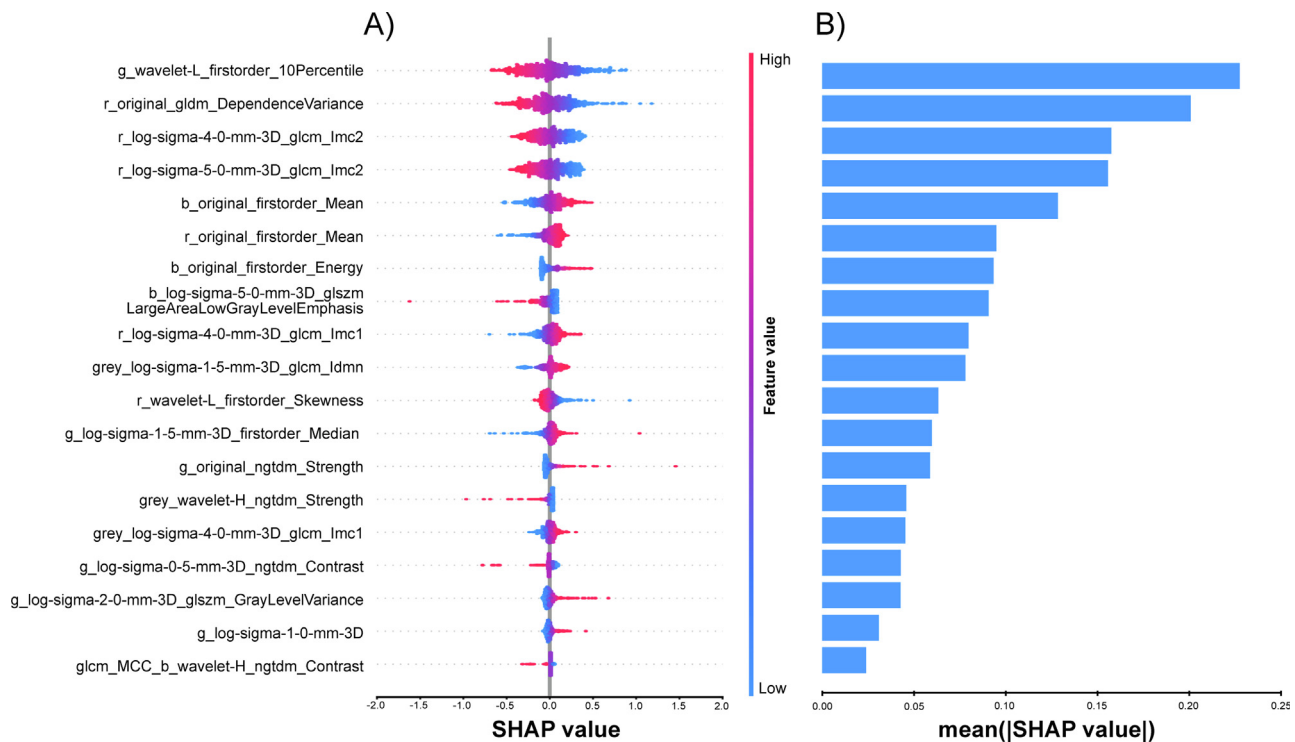 A)
B)
g_wavelet-L_firstorder_10Percentile
r_original_gldm_DependenceVariance
r_log-sigma-4-0-mm-3D_glcm_Imc2
r_log-sigma-5-0-mm-3D_glcm_Imc2
b_original_firstorder_Mean
r_original_firstorder_Mean
b_original_firstorder_Energy
b_log-sigma-5-0-mm-3D_glszm
LargeAreaLowGrayLevelEmphasis
r_log-sigma-4-0-mm-3D_glcm_Imc1
grey_log-sigma-1-5-mm-3D_glcm_Idmn
r_wavelet-L_firstorder_Skewness
g_log-sigma-1-5-mm-3D_firstorder_Median
g_original_ngtdm_Strength
grey_wavelet-H_ngtdm_Strength
grey_log-sigma-4-0-mm-3D_glcm_Imc1
g_log-sigma-0-5-mm-3D_ngtdm_Contrast
g_log-sigma-2-0-mm-3D_glszm_GrayLevelVariance
g_log-sigma-1-0-mm-3D
glcm_MCC_b_wavelet-H_ngtdm_Contrast
-2.0 -1.5 -1.0 -0.5 0.0 0.5 1.0 1.5 2.0
SHAP value
High
Feature value
Low
0.00 0.05 0.10 0.15 0.20 0.25
mean(|SHAP value|)